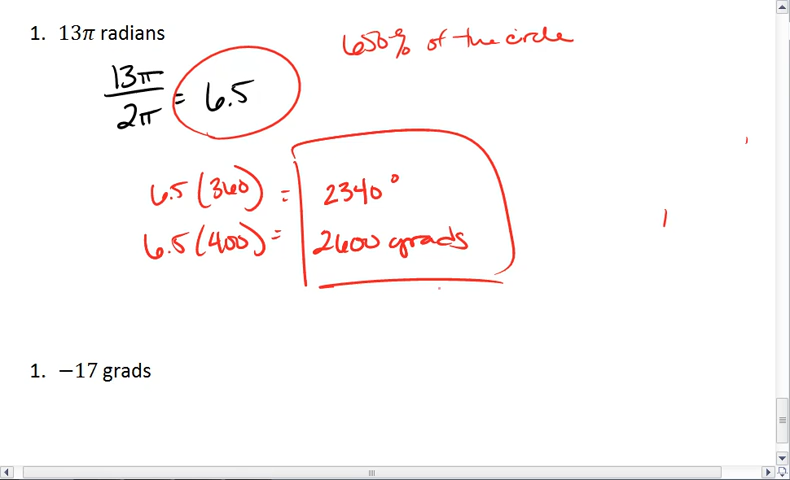 1. 13π radians
650% of the circle
13π/2π = 6.5
6.5(360) = 2340°
6.5(400) = 2600 grads
1. −17 grads